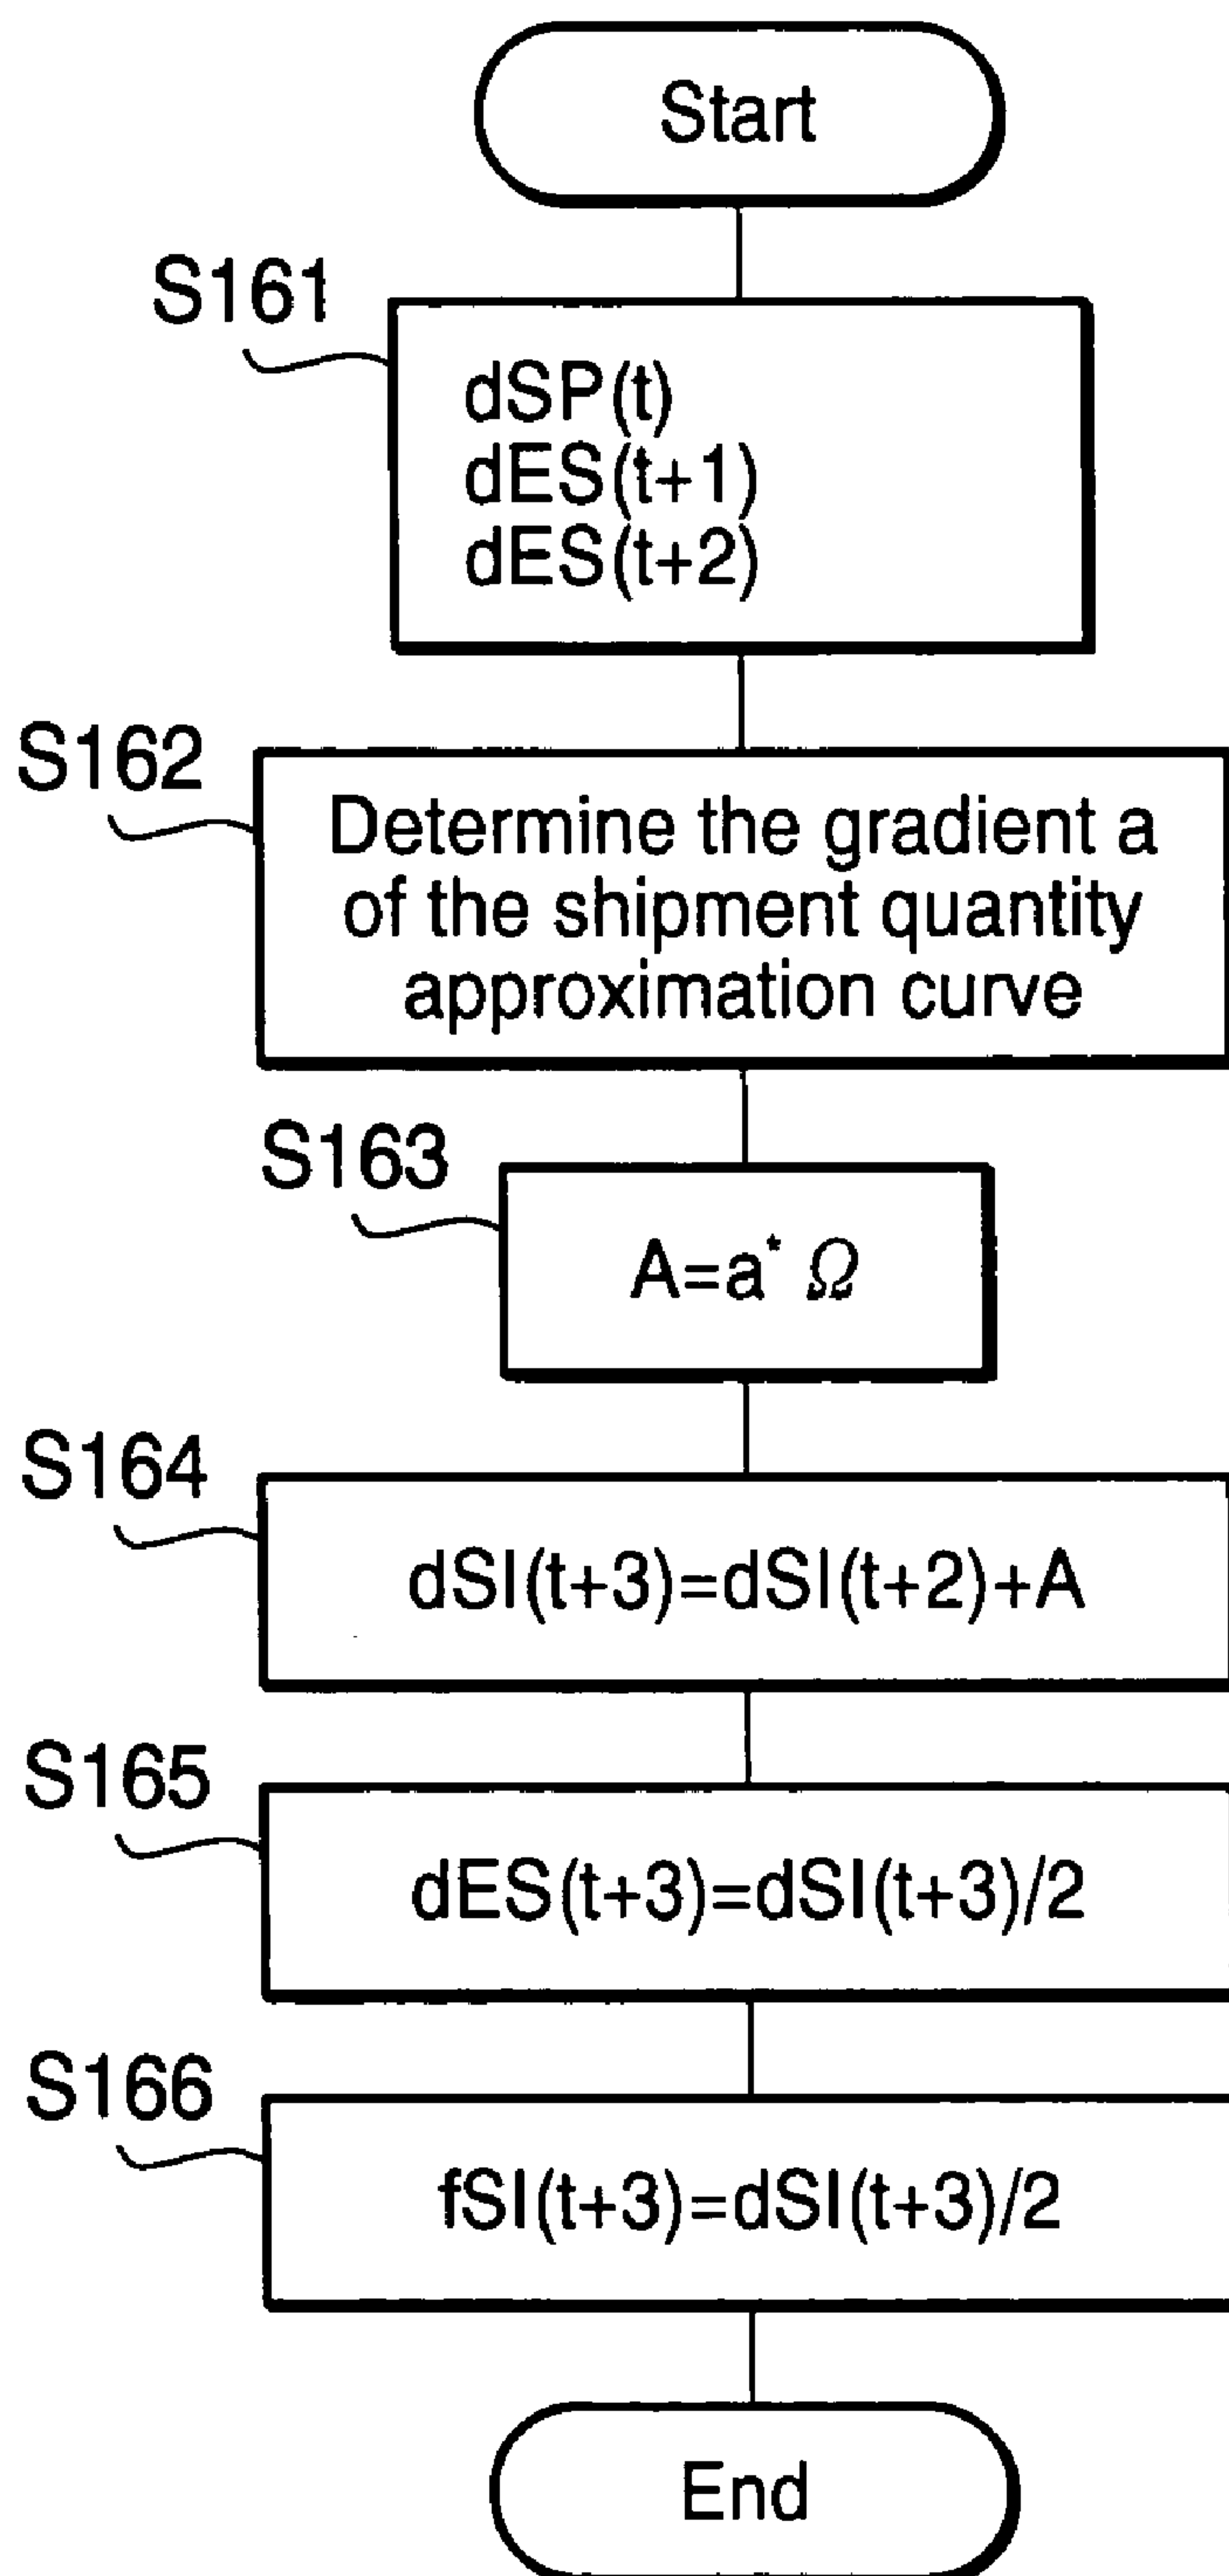 Start
S161
dSP(t)
dES(t+1)
dES(t+2)
S162
Determine the gradient a
of the shipment quantity
approximation curve
S163
A=a* Ω
S164
dSI(t+3)=dSI(t+2)+A
S165
dES(t+3)=dSI(t+3)/2
S166
fSI(t+3)=dSI(t+3)/2
End